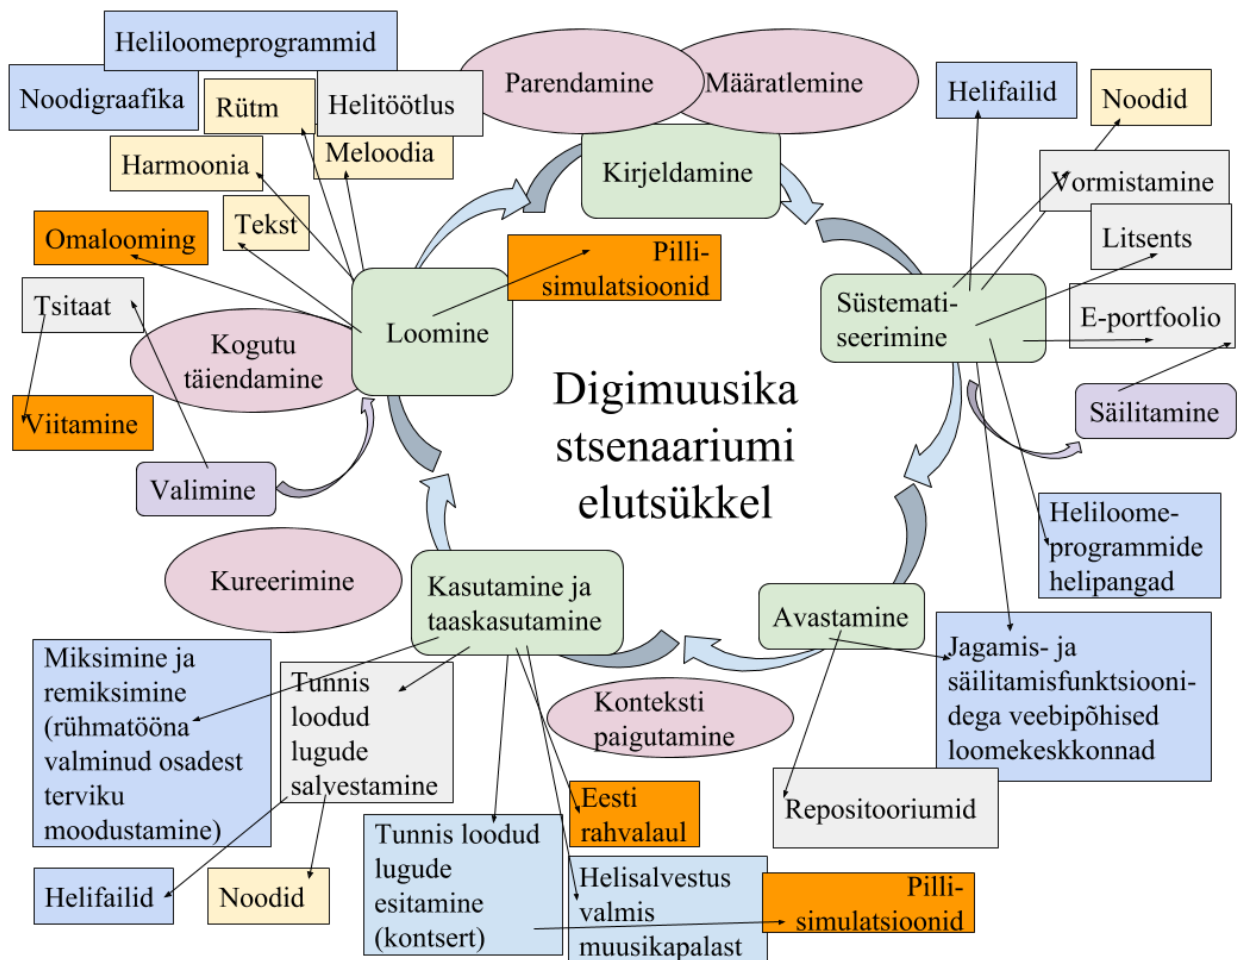 Heliloomeprogrammid
Noodigraafika
Rütm
Helitöötlus
Harmoonia
Meloodia
Tekst
Omalooming
Tsitaat
Viitamine
Valimine
Kogutu
täiendamine
Loomine
Pilli-
simulatsioonid
Parendamine
Määratlemine
Kirjeldamine
Helifailid
Noodid
Vormistamine
Litsents
E-portfoolio
Säilitamine
Süstemati-
seerimine
Digimuusika
stsenaariumi
elutsükkel
Heliloome-
programmide
helipangad
Avastamine
Jagamis- ja
säilitamisfunktsiooni-
dega veebipõhised
loomekeskkonnad
Repositooriumid
Konteksti
paigutamine
Kureerimine
Kasutamine ja
taaskasutamine
Miksimine ja
remiksimine
(rühmatööna
valminud osadest
terviku
moodustamine)
Tunnis
loodud
lugude
salvestamine
Helifailid
Noodid
Tunnis loodud
lugude
esitamine
(kontsert)
Eesti
rahvalaul
Helisalvestus
valmis
muusikapalast
Pilli-
simulatsioonid